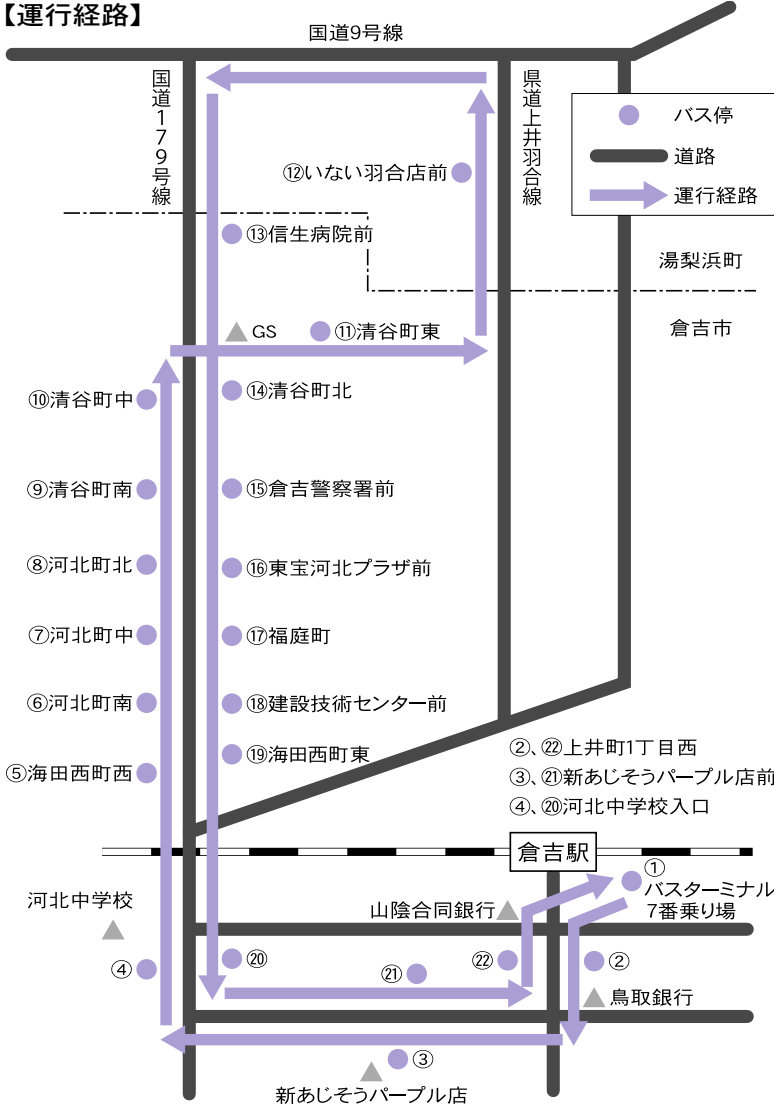 【運行経路】
国道9号線
国道179号線
県道上井羽合線
バス停
道路
運行経路
⑫いない羽合店前
⑬信生病院前
湯梨浜町
倉吉市
GS
⑪清谷町東
⑩清谷町中
⑭清谷町北
⑨清谷町南
⑮倉吉警察署前
⑧河北町北
⑯東宝河北プラザ前
⑦河北町中
⑰福庭町
⑥河北町南
⑱建設技術センター前
⑤海田西町西
⑲海田西町東
②、㉒上井町1丁目西
③、㉑新あじそうパープル店前
④、⑳河北中学校入口
倉吉駅
①
バスターミナル
7番乗り場
河北中学校
山陰合同銀行
④
⑳
㉑
㉒
②
鳥取銀行
③
新あじそうパープル店